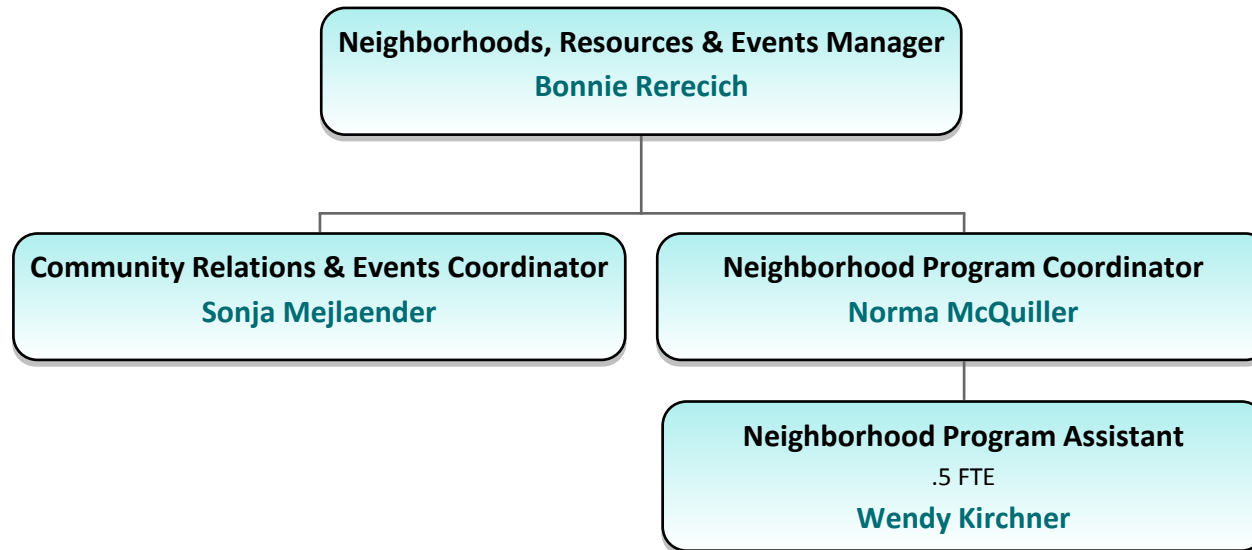 Neighborhoods, Resources & Events Manager
Bonnie Rerecich
Community Relations & Events Coordinator
Sonja Mejlaender
Neighborhood Program Coordinator
Norma McQuiller
Neighborhood Program Assistant
.5 FTE
Wendy Kirchner